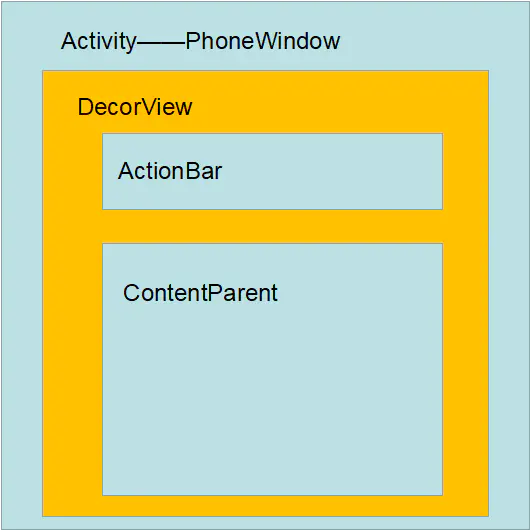 Activity——PhoneWindow
DecorView
ActionBar
ContentParent